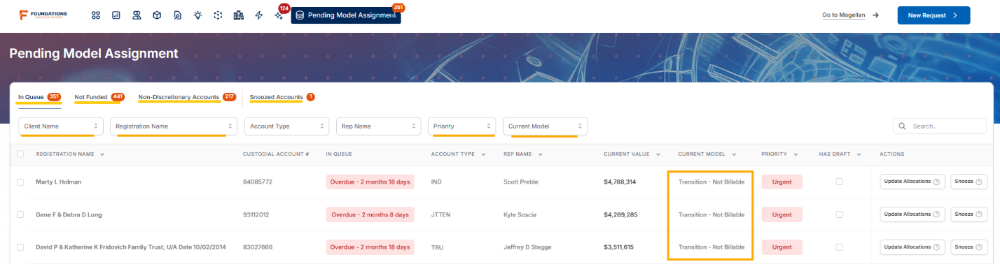 FOUNDATIONS
INVESTMENT ADVISORS
124
Pending Model Assignment 351
Go to Magellan
New Request
Pending Model Assignment
In Queue 351 Not Funded 441 Non-Discretionary Accounts 217 Snoozed Accounts 1
Client Name Registration Name Account Type Rep Name Priority Current Model Search..
REGISTRATION NAME CUSTODIAL ACCOUNT # IN QUEUE ACCOUNT TYPE REP NAME CURRENT VALUE CURRENT MODEL PRIORITY HAS DRAFT ACTIONS
Marty L Holman 84085772 Overdue - 2 months 18 days IND Scott Preble $4,788,314 Transition - Not Billable Urgent Update Allocations ? Snooze ?
Gene F & Debra D Long 93112012 Overdue - 2 months 8 days JTTEN Kyle Soscia $4,269,285 Transition - Not Billable Urgent Update Allocations ? Snooze ?
David P & Katherine K Fridovich Family Trust; U/A Date 10/02/2014 83027666 Overdue - 2 months 18 days TRU Jeffrey D Stegge $3,511,615 Transition - Not Billable Urgent Update Allocations ? Snooze ?